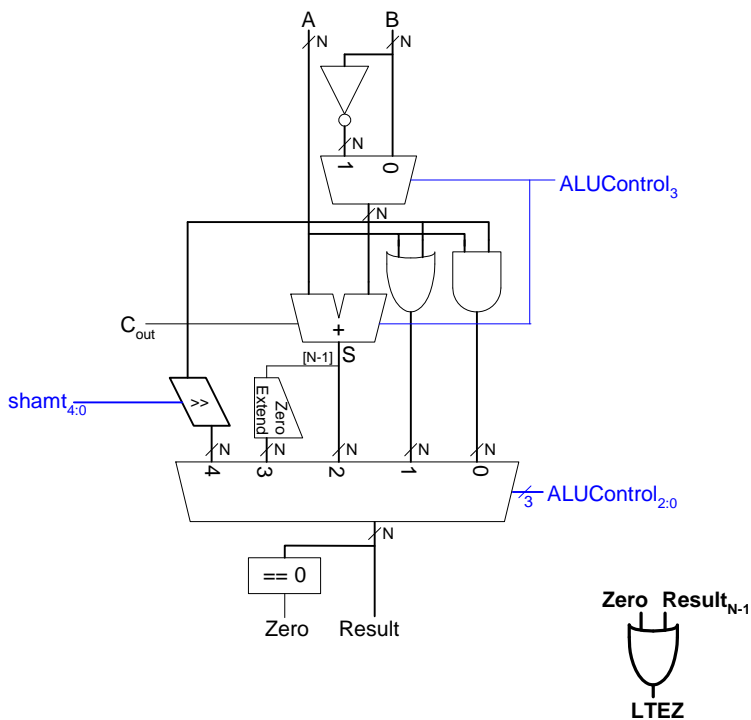 A B
N N
N
1 0
ALUControl3
N
Cout
+
[N-1] S
shamt4:0
>>
Zero Extend
N N N N N
4 3 2 1 0
3 ALUControl2:0
N
== 0
Zero Result
Zero ResultN-1
LTEZ